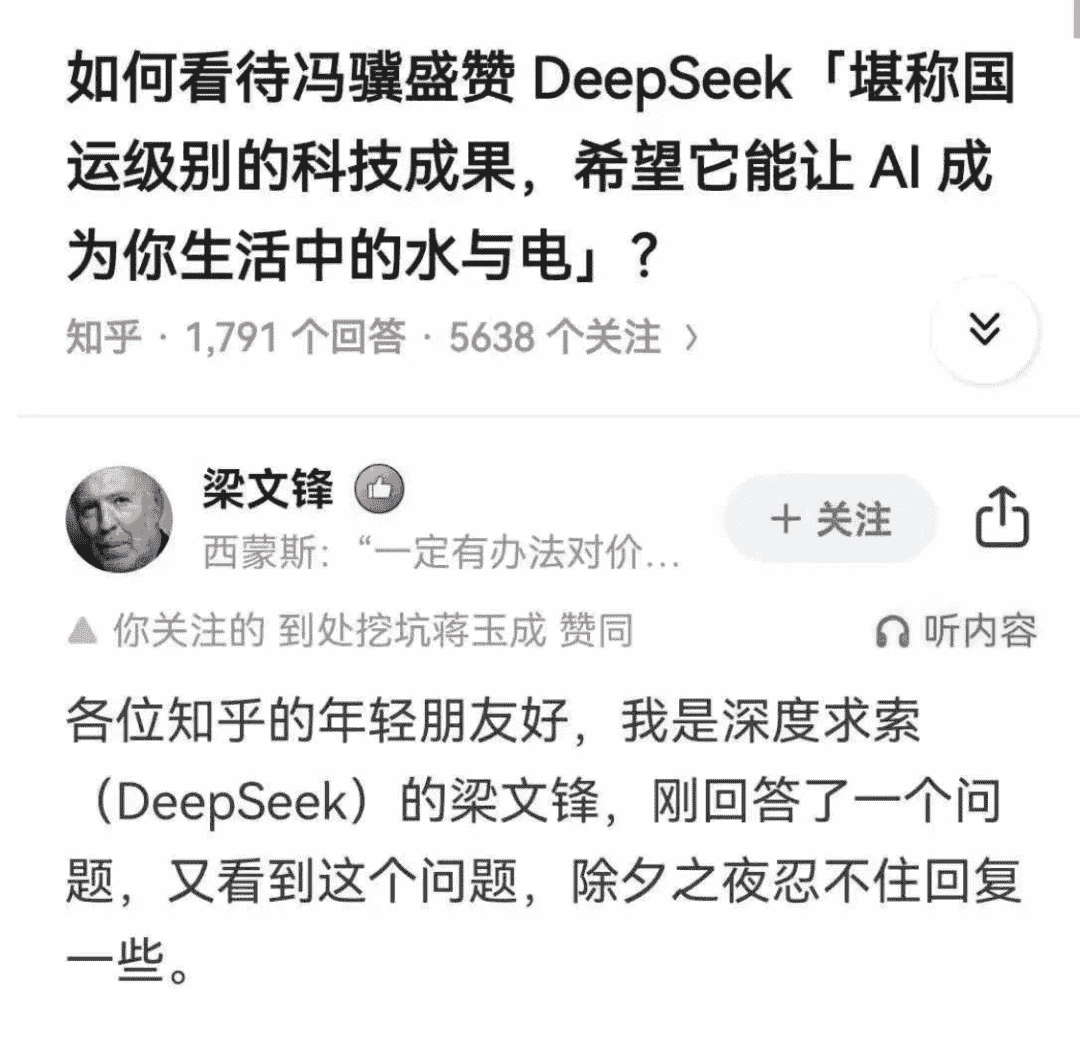 如何看待冯骥盛赞 DeepSeek「堪称国
运级别的科技成果，希望它能让 AI 成
为你生活中的水与电」？
知乎 · 1,791 个回答 · 5638 个关注 〉
梁文锋
+ 关注
西蒙斯：“一定有办法对价...
你关注的 到处挖坑蒋玉成 赞同
听内容
各位知乎的年轻朋友好，我是深度求索
（DeepSeek）的梁文锋，刚回答了一个问
题，又看到这个问题，除夕之夜忍不住回复
一些。